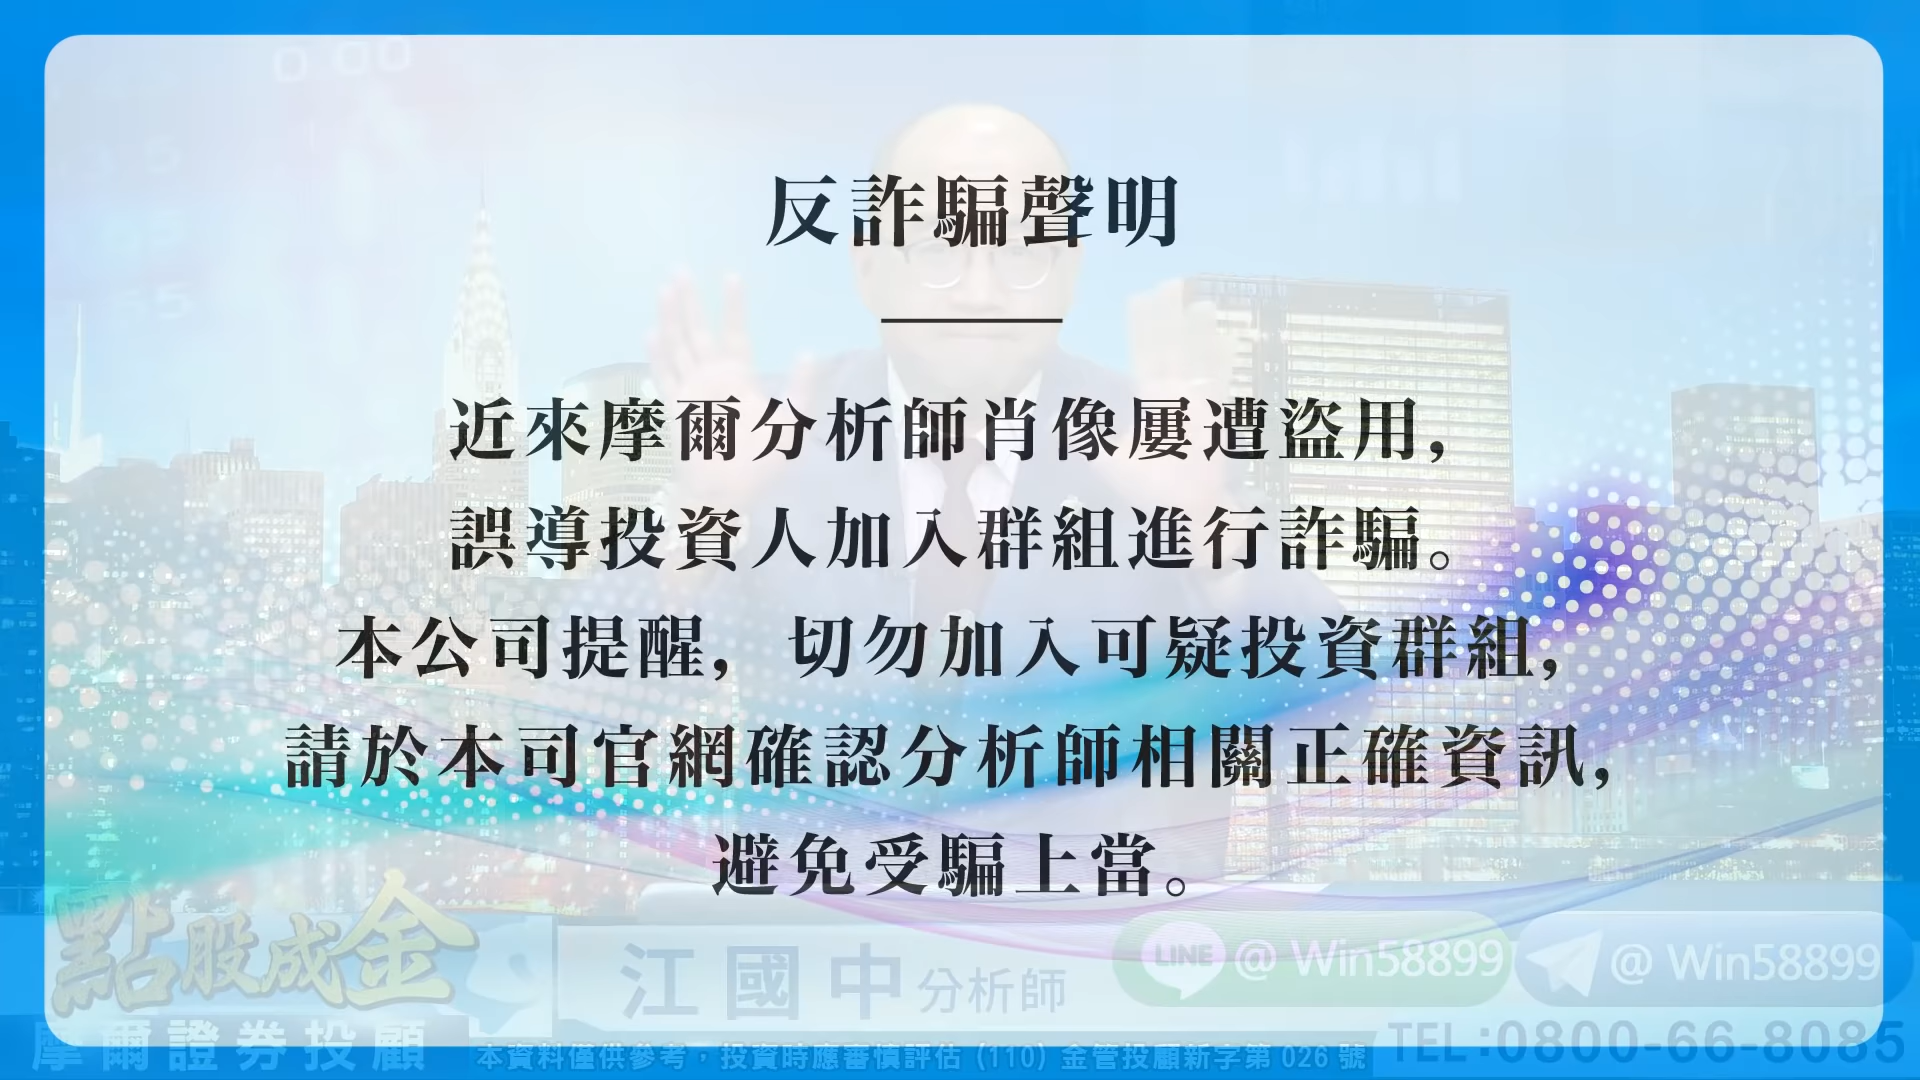 反詐騙聲明
近來摩爾分析師肖像屢遭盜用，
誤導投資人加入群組進行詐騙。
本公司提醒，切勿加入可疑投資群組，
請於本司官網確認分析師相關正確資訊，
避免受騙上當。
點股成金
江國中 分析師
LINE @ Win58899
@ Win58899
摩爾證券投顧
本資料僅供參考，投資時應審慎評估 (110) 金管投顧新字第 026 號
TEL:0800-66-8085